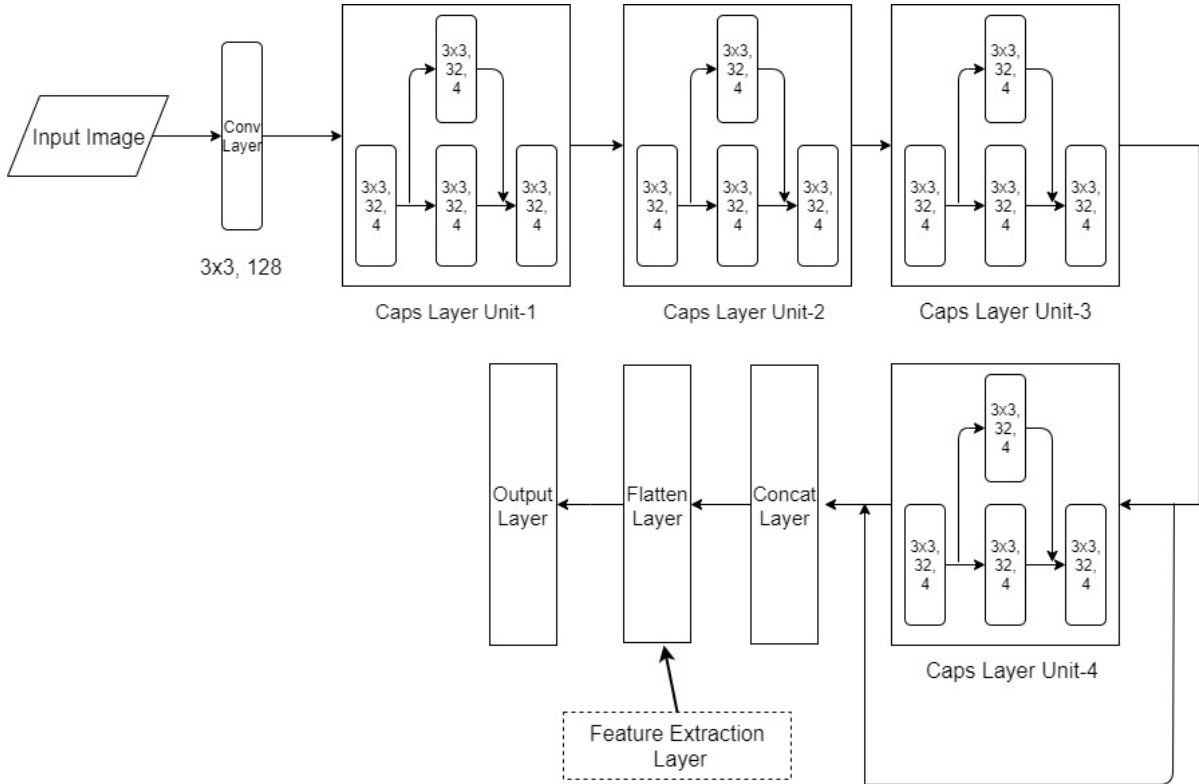 Input Image
Conv
Layer
3x3, 128
3x3,
32,
4
3x3,
32,
4
3x3,
32,
4
3x3,
32,
4
Caps Layer Unit-1
3x3,
32,
4
3x3,
32,
4
3x3,
32,
4
3x3,
32,
4
Caps Layer Unit-2
3x3,
32,
4
3x3,
32,
4
3x3,
32,
4
3x3,
32,
4
Caps Layer Unit-3
3x3,
32,
4
3x3,
32,
4
3x3,
32,
4
3x3,
32,
4
Caps Layer Unit-4
Concat
Layer
Flatten
Layer
Output
Layer
Feature Extraction
Layer